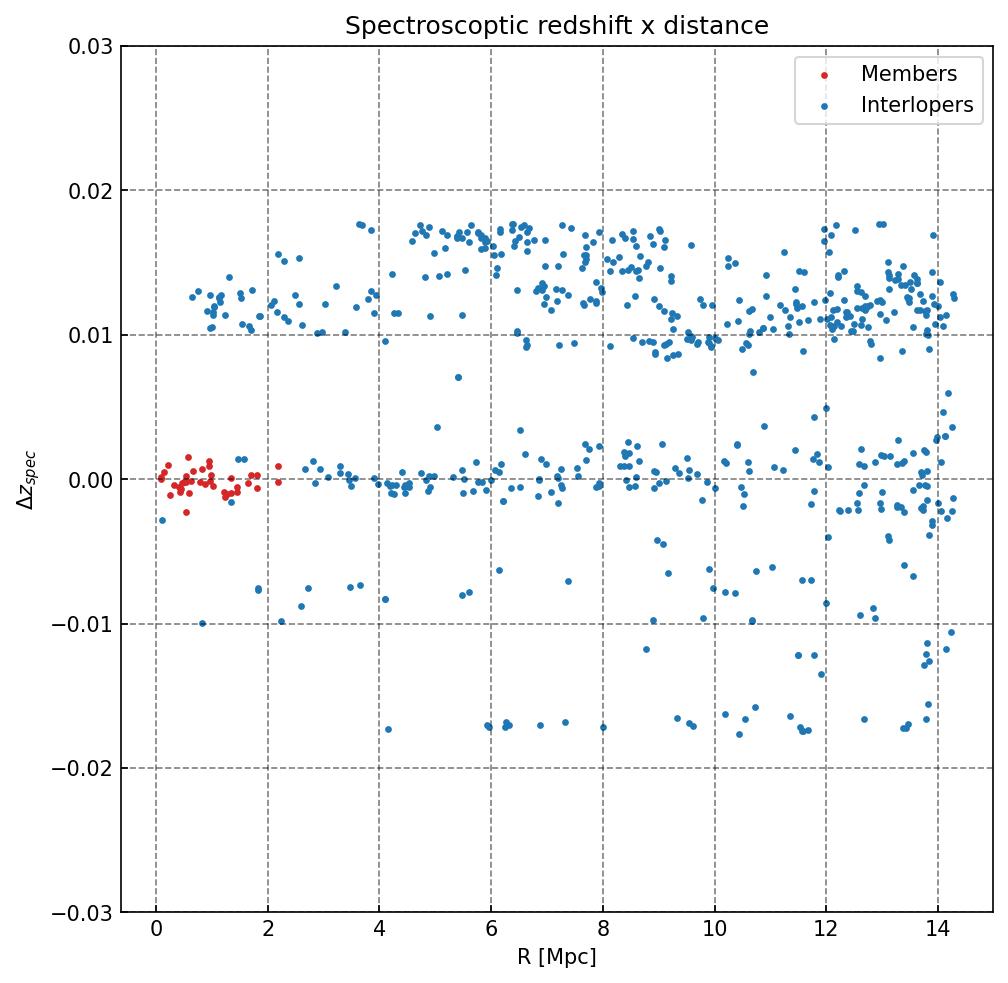 Spectroscoptic redshift x distance
Members
Interlopers
0.03
0.02
0.01
0.00
−0.01
−0.02
−0.03
Δz_spec
0 2 4 6 8 10 12 14
R [Mpc]